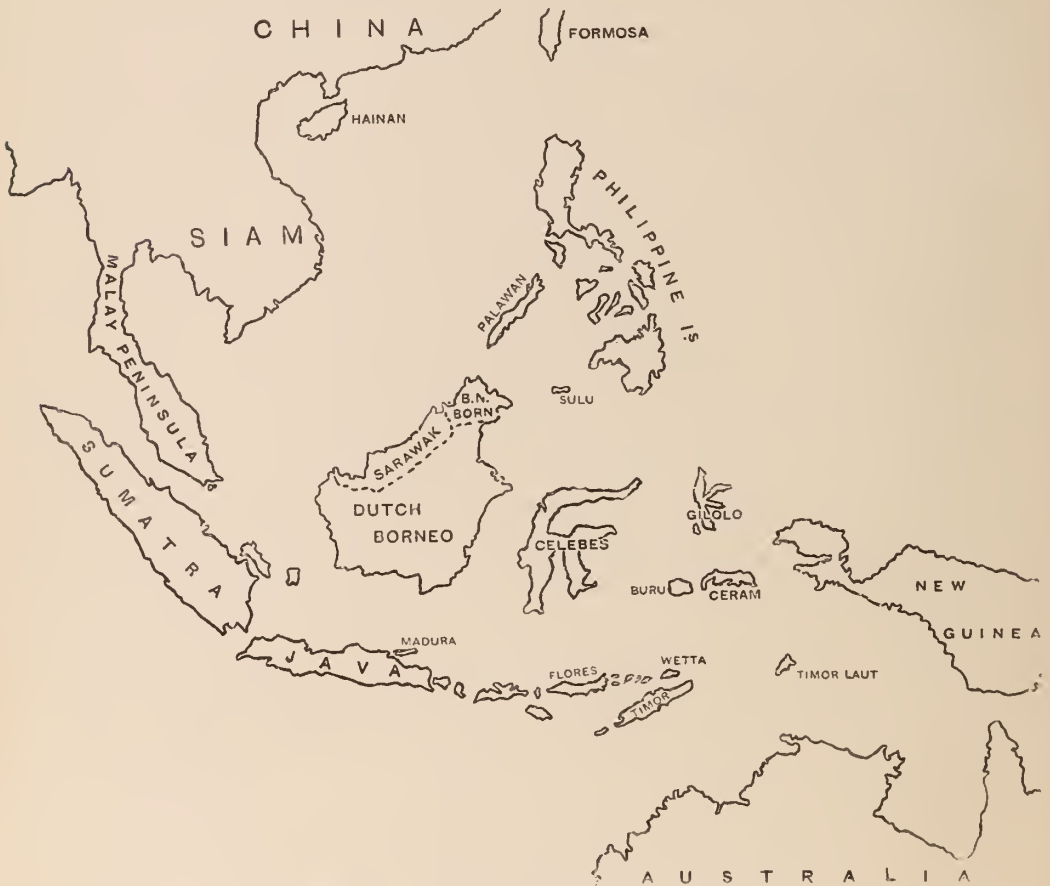 CHINA
FORMOSA
HAINAN
SIAM
PHILIPPINE Is.
MALAY PENINSULA
PALAWAN
SULU
B.N.
BORN
SARAWAK
SUMATRA
DUTCH
BORNEO
CELEBES
GILOLO
BURU
CERAM
NEW
GUINEA
MADURA
JAVA
FLORES
WETTA
TIMOR
TIMOR LAUT
AUSTRALIA